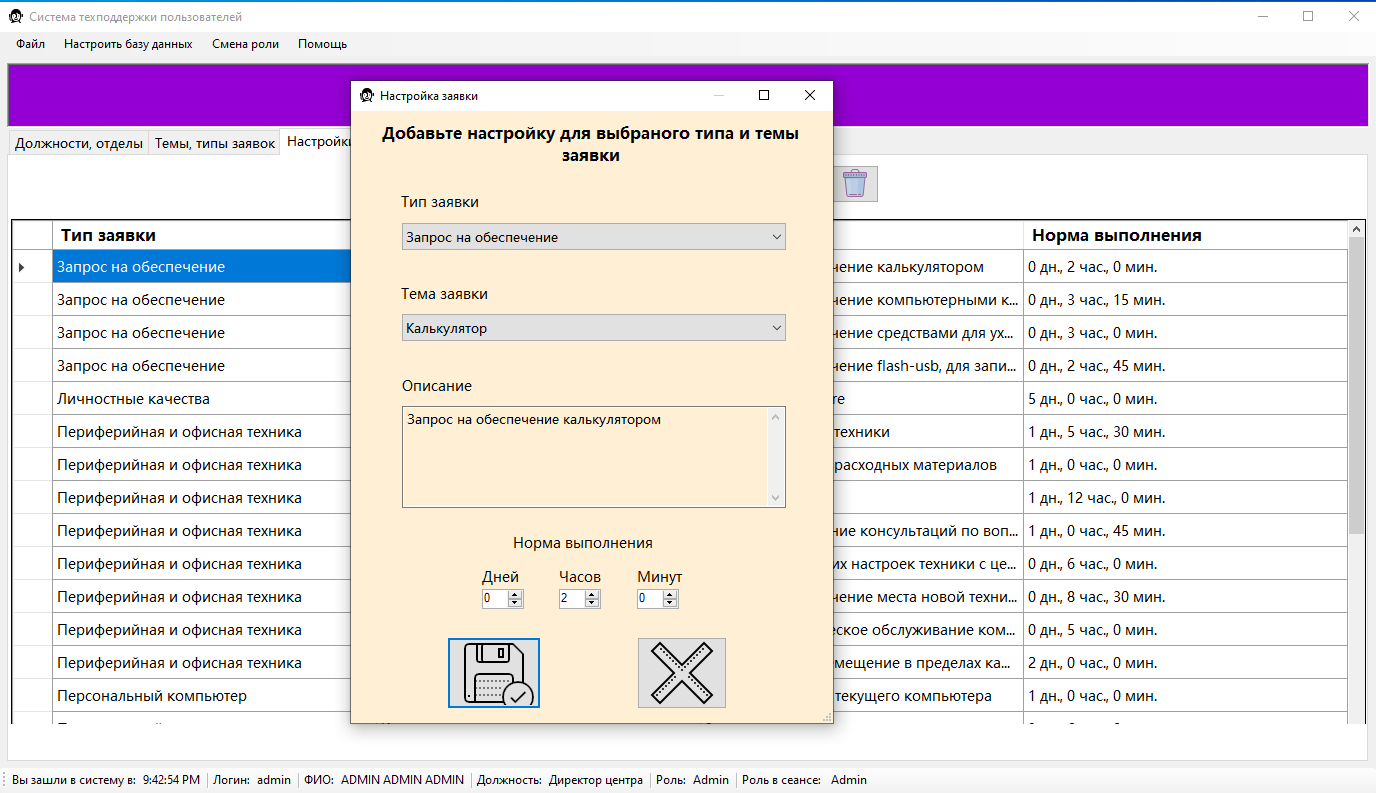 Система техподдержки пользователей
Файл Настроить базу данных Смена роли Помощь
Должности, отделы Темы, типы заявок Настройки
Настройка заявки
Добавьте настройку для выбраного типа и темы
заявки
Тип заявки
Запрос на обеспечение
Тема заявки
Калькулятор
Описание
Запрос на обеспечение калькулятором
Норма выполнения
Дней Часов Минут
0 2 0
Тип заявки Норма выполнения
Запрос на обеспечение чение калькулятором 0 дн., 2 час., 0 мин.
Запрос на обеспечение чение компьютерными к... 0 дн., 3 час., 15 мин.
Запрос на обеспечение чение средствами для ух... 0 дн., 3 час., 0 мин.
Запрос на обеспечение чение flash-usb, для запи... 0 дн., 2 час., 45 мин.
Личностные качества re 5 дн., 0 час., 0 мин.
Периферийная и офисная техника техники 1 дн., 5 час., 30 мин.
Периферийная и офисная техника расходных материалов 1 дн., 0 час., 0 мин.
Периферийная и офисная техника 1 дн., 12 час., 0 мин.
Периферийная и офисная техника ние консультаций по воп... 1 дн., 0 час., 45 мин.
Периферийная и офисная техника их настроек техники с це... 0 дн., 6 час., 0 мин.
Периферийная и офисная техника чение места новой техни... 0 дн., 8 час., 30 мин.
Периферийная и офисная техника еское обслуживание ком... 0 дн., 5 час., 0 мин.
Периферийная и офисная техника мещение в пределах ка... 2 дн., 0 час., 0 мин.
Персональный компьютер текущего компьютера 1 дн., 0 час., 0 мин.
Вы зашли в систему в: 9:42:54 PM Логин: admin ФИО: ADMIN ADMIN ADMIN Должность: Директор центра Роль: Admin Роль в сеансе: Admin